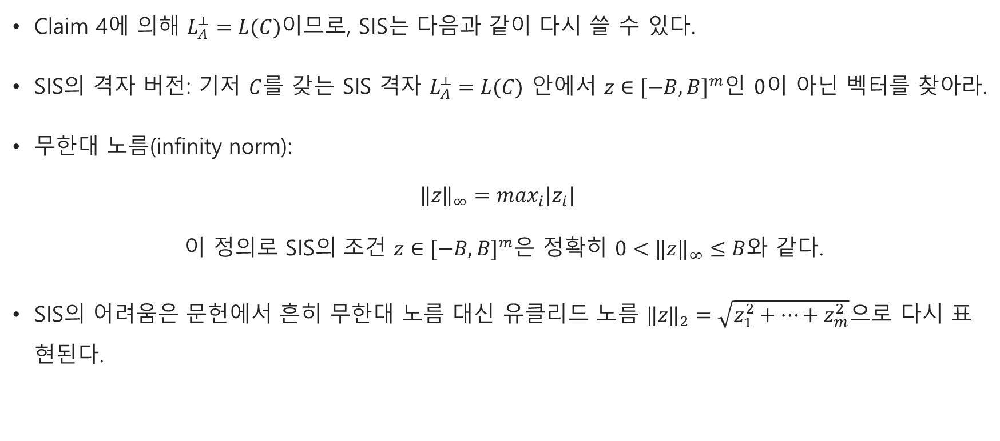 • Claim 4에 의해 $L_A^\perp = L(C)$이므로, SIS는 다음과 같이 다시 쓸 수 있다.
• SIS의 격자 버전: 기저 $C$를 갖는 SIS 격자 $L_A^\perp = L(C)$ 안에서 $z \in [-B, B]^m$인 0이 아닌 벡터를 찾아라.
• 무한대 노름(infinity norm):
$\|z\|_\infty = max_i |z_i|$
이 정의로 SIS의 조건 $z \in [-B, B]^m$은 정확히 $0 < \|z\|_\infty \leq B$와 같다.
• SIS의 어려움은 문헌에서 흔히 무한대 노름 대신 유클리드 노름 $\|z\|_2 = \sqrt{z_1^2 + \cdots + z_m^2}$으로 다시 표
현된다.